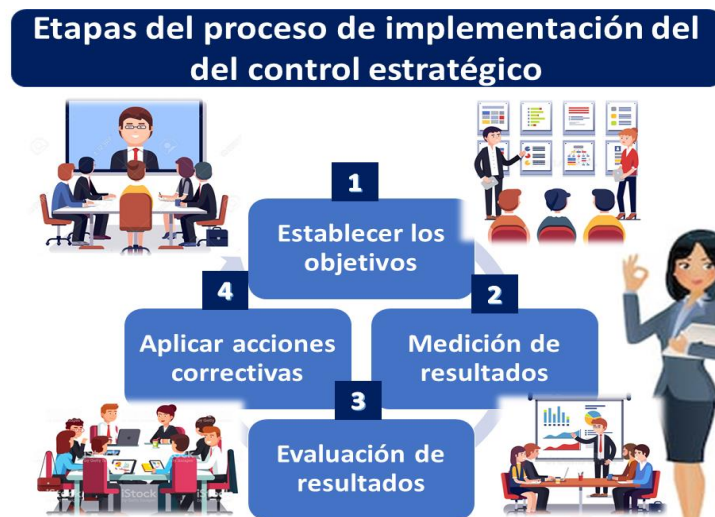 Etapas del proceso de implementación del
del control estratégico
1
Establecer los
objetivos
2
Medición de
resultados
3
Evaluación de
resultados
4
Aplicar acciones
correctivas
iStock
iStock